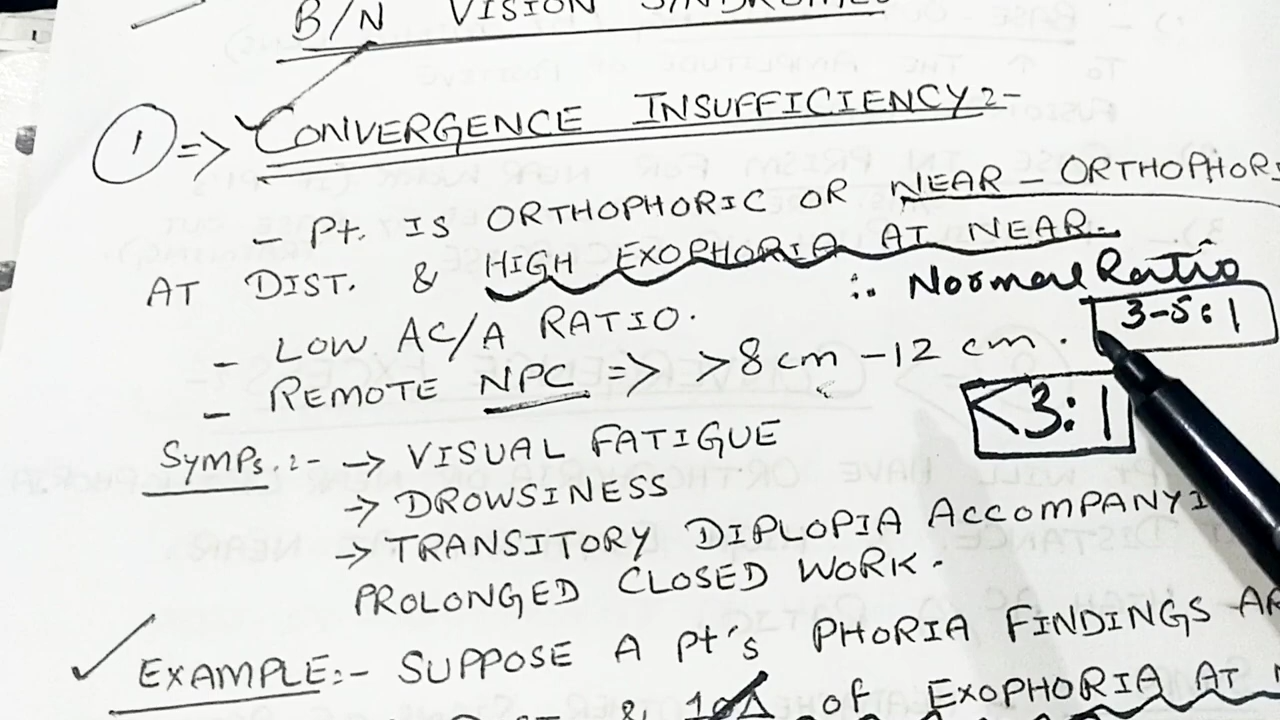 B/N VISION SYNDROMES
1 => CONVERGENCE INSUFFICIENCY:-
- Pt. IS ORTHOPHORIC OR NEAR - ORTHOPHORI
AT DIST. & HIGH EXOPHORIA AT NEAR.
∴ Normal Ratio
- LOW AC/A RATIO.
3-5:1
- REMOTE NPC => >8 cm - 12 cm.
<3:1
SYMPs.:- → VISUAL FATIGUE
→ DROWSINESS
→ TRANSITORY DIPLOPIA ACCOMPANYI
PROLONGED CLOSED WORK.
EXAMPLE:- SUPPOSE A Pt's PHORIA FINDINGS AR
& 10Δ of EXOPHORIA AT